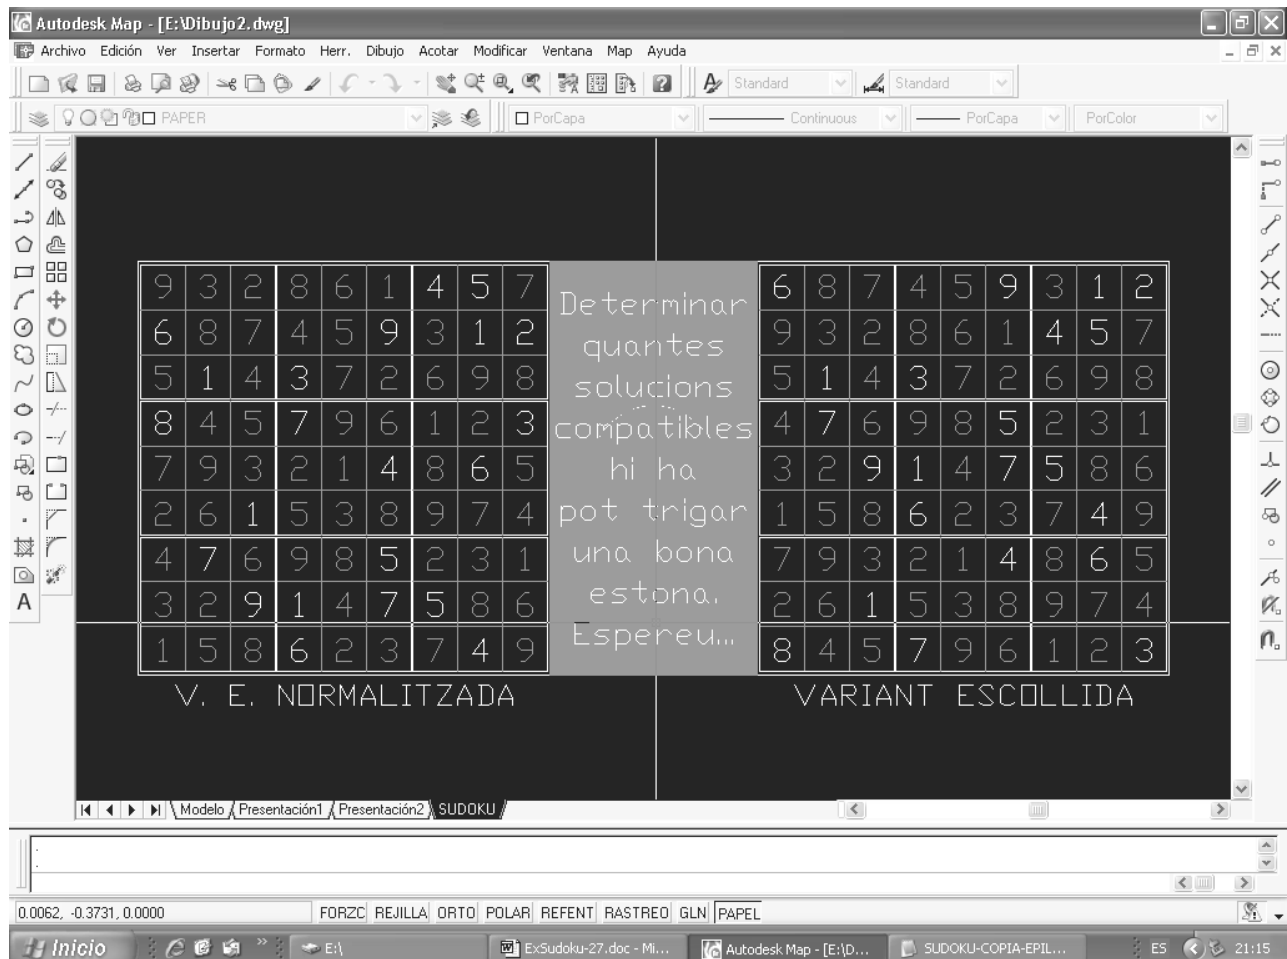 Autodesk Map - [E:\Dibujo2.dwg]
Archivo Edición Ver Insertar Formato Herr. Dibujo Acotar Modificar Ventana Map Ayuda
Standard Standard
PAPER PorCapa Continuous PorCapa PorColor
9 3 2 8 6 1 4 5 7
6 8 7 4 5 9 3 1 2
5 1 4 3 7 2 6 9 8
8 4 5 7 9 6 1 2 3
7 9 3 2 1 4 8 6 5
2 6 1 5 3 8 9 7 4
4 7 6 9 8 5 2 3 1
3 2 9 1 4 7 5 8 6
1 5 8 6 2 3 7 4 9
V. E. NORMALITZADA
Determinar
quantes
solucions
compatibles
hi ha
pot trigar
una bona
estona.
Espereu...
6 8 7 4 5 9 3 1 2
9 3 2 8 6 1 4 5 7
5 1 4 3 7 2 6 9 8
4 7 6 9 8 5 2 3 1
3 2 9 1 4 7 5 8 6
1 5 8 6 2 3 7 4 9
7 9 3 2 1 4 8 6 5
2 6 1 5 3 8 9 7 4
8 4 5 7 9 6 1 2 3
VARIANT ESCOLLIDA
Modelo Presentación1 Presentación2 SUDOKU
0.0062, -0.3731, 0.0000 FORZC REJILLA ORTO POLAR REFENT RASTREO GLN PAPEL
Inicio E:\ ExSudoku-27.doc - Mi... Autodesk Map - [E:\D... SUDOKU-COPIA-EPIL... ES 21:15